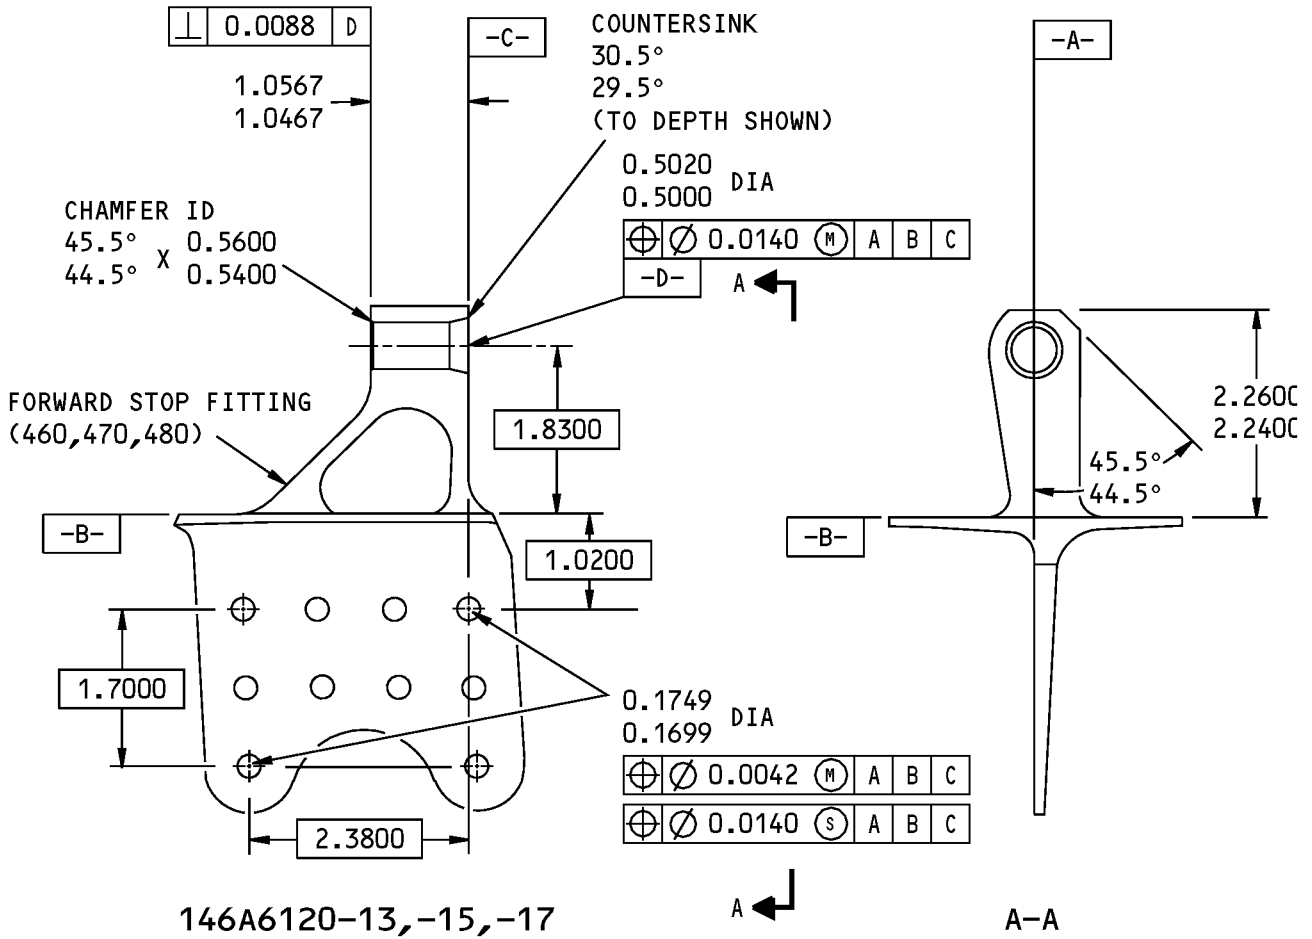 ⊥ 0.0088 D
-C-
COUNTERSINK
30.5°
29.5°
(TO DEPTH SHOWN)
-A-
1.0567
1.0467
0.5020
0.5000 DIA
⌖ ⌀ 0.0140 Ⓜ A B C
-D-
A
CHAMFER ID
45.5° X 0.5600
44.5° 0.5400
FORWARD STOP FITTING
(460,470,480)
1.8300
2.2600
2.2400
45.5°
44.5°
-B-
1.0200
-B-
1.7000
0.1749
0.1699 DIA
⌖ ⌀ 0.0042 Ⓜ A B C
⌖ ⌀ 0.0140 Ⓢ A B C
2.3800
A
146A6120-13,-15,-17
A-A